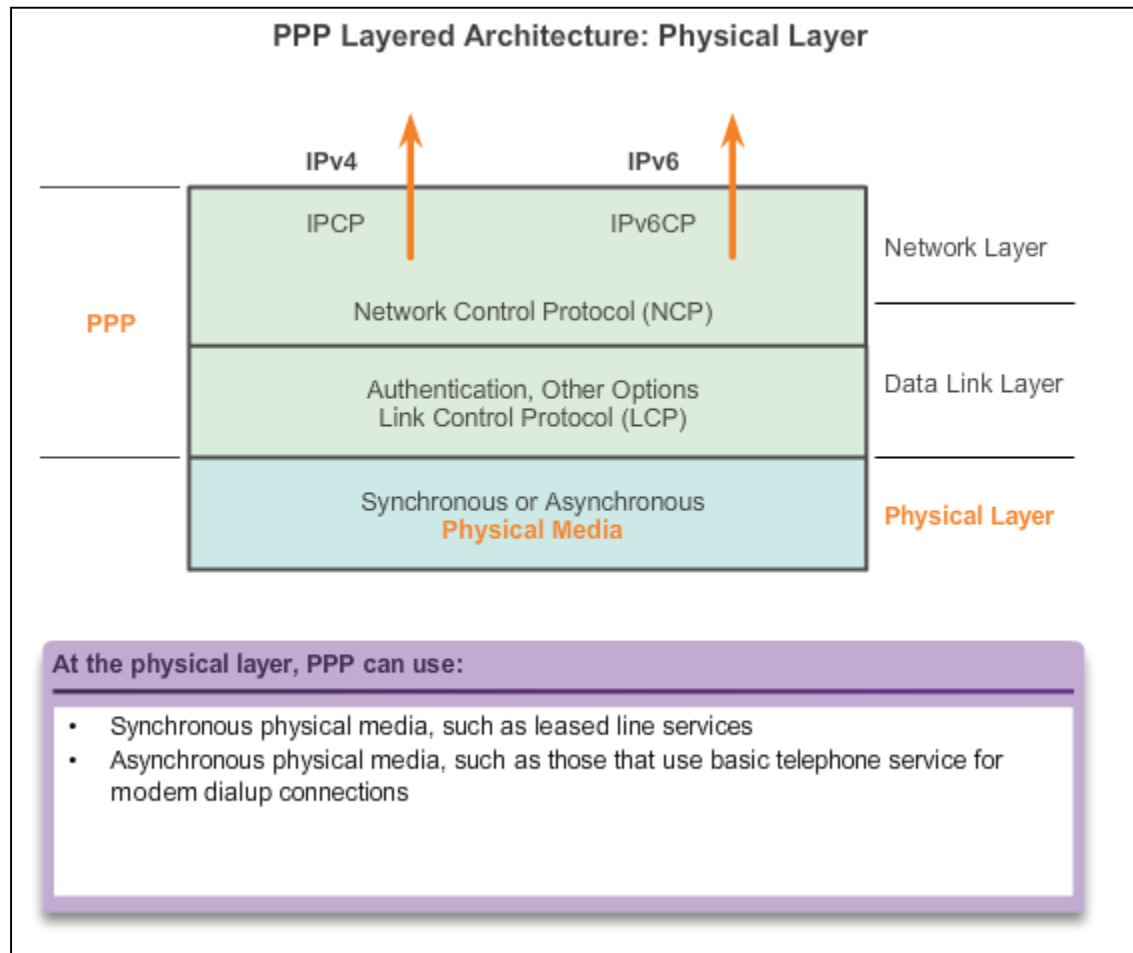 PPP Layered Architecture: Physical Layer
IPv4 IPv6
IPCP IPv6CP
Network Layer
Network Control Protocol (NCP)
PPP
Authentication, Other Options
Link Control Protocol (LCP)
Data Link Layer
Synchronous or Asynchronous
Physical Media
Physical Layer
At the physical layer, PPP can use:
• Synchronous physical media, such as leased line services
• Asynchronous physical media, such as those that use basic telephone service for
modem dialup connections